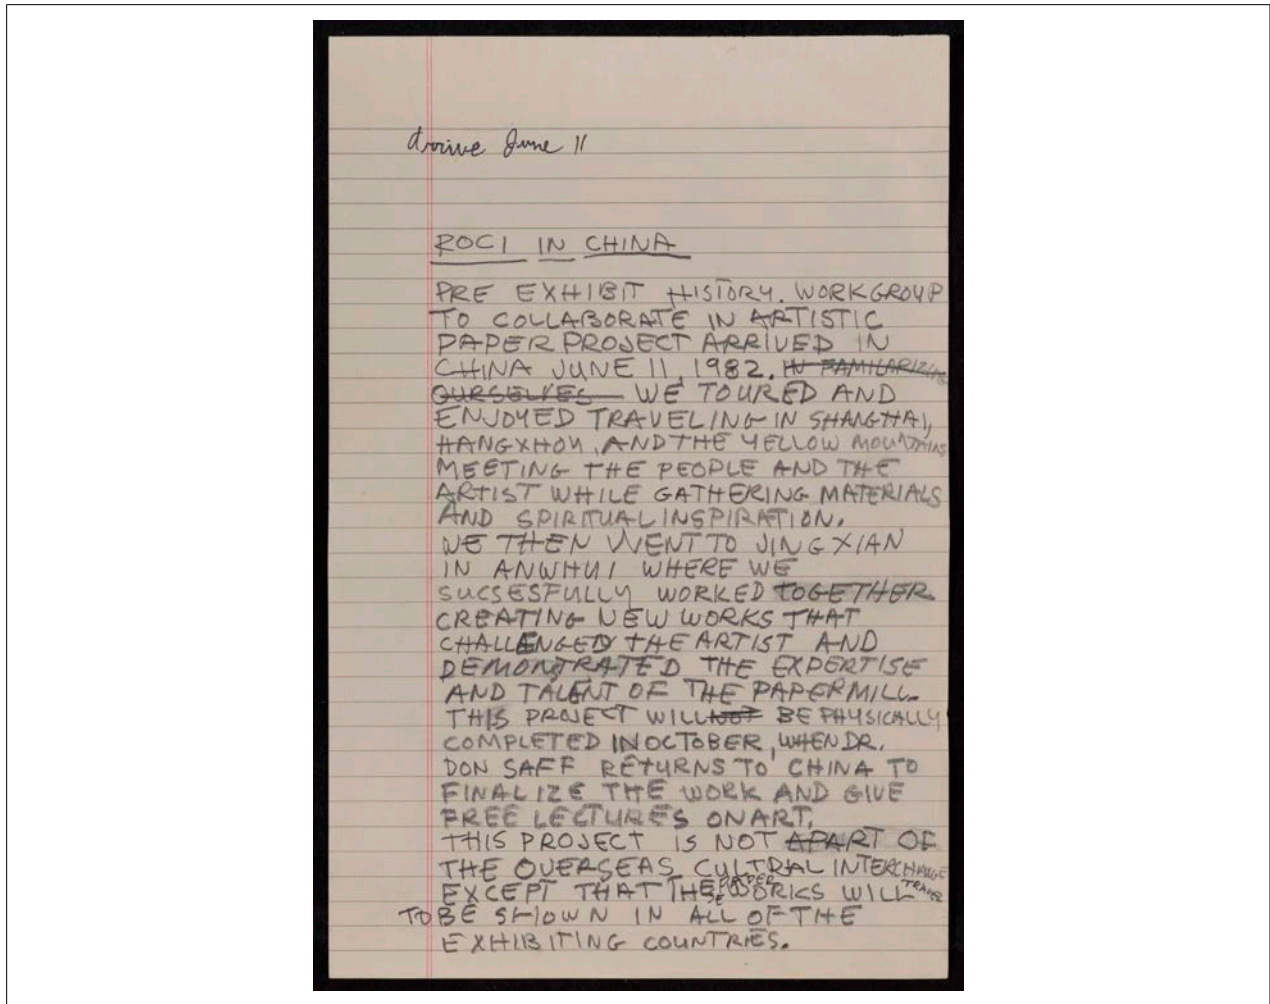 Arrive June 11
ROCI IN CHINA
PRE EXHIBIT HISTORY. WORKGROUP
TO COLLABORATE IN ARTISTIC
PAPER PROJECT ARRIVED IN
CHINA JUNE 11, 1982. IN FAMILARIZING
OURSELVES WE TOURED AND
ENJOYED TRAVELING IN SHANGHAI,
HANGXHOU, AND THE YELLOW MOUNTAINS
MEETING THE PEOPLE AND THE
ARTIST WHILE GATHERING MATERIALS
AND SPIRITUAL INSPIRATION.
WE THEN WENT TO JINGXIAN
IN ANWHUI WHERE WE
SUCSESFULLY WORKED TOGETHER
CREATING NEW WORKS THAT
CHALLENGED THE ARTIST AND
DEMONTRATED THE EXPERTISE
AND TALENT OF THE PAPERMILL.
THIS PROJECT WILL NOT BE PHYSICALLY
COMPLETED IN OCTOBER, WHEN DR.
DON SAFF RETURNS TO CHINA TO
FINALIZE THE WORK AND GIVE
FREE LECTURES ON ART.
THIS PROJECT IS NOT APART OF
THE OVERSEAS CULTRAL INTERCHANGE
EXCEPT THAT THESE PAPER WORKS WILL TRAVEL
TO BE SHOWN IN ALL OF THE
EXHIBITING COUNTRIES.